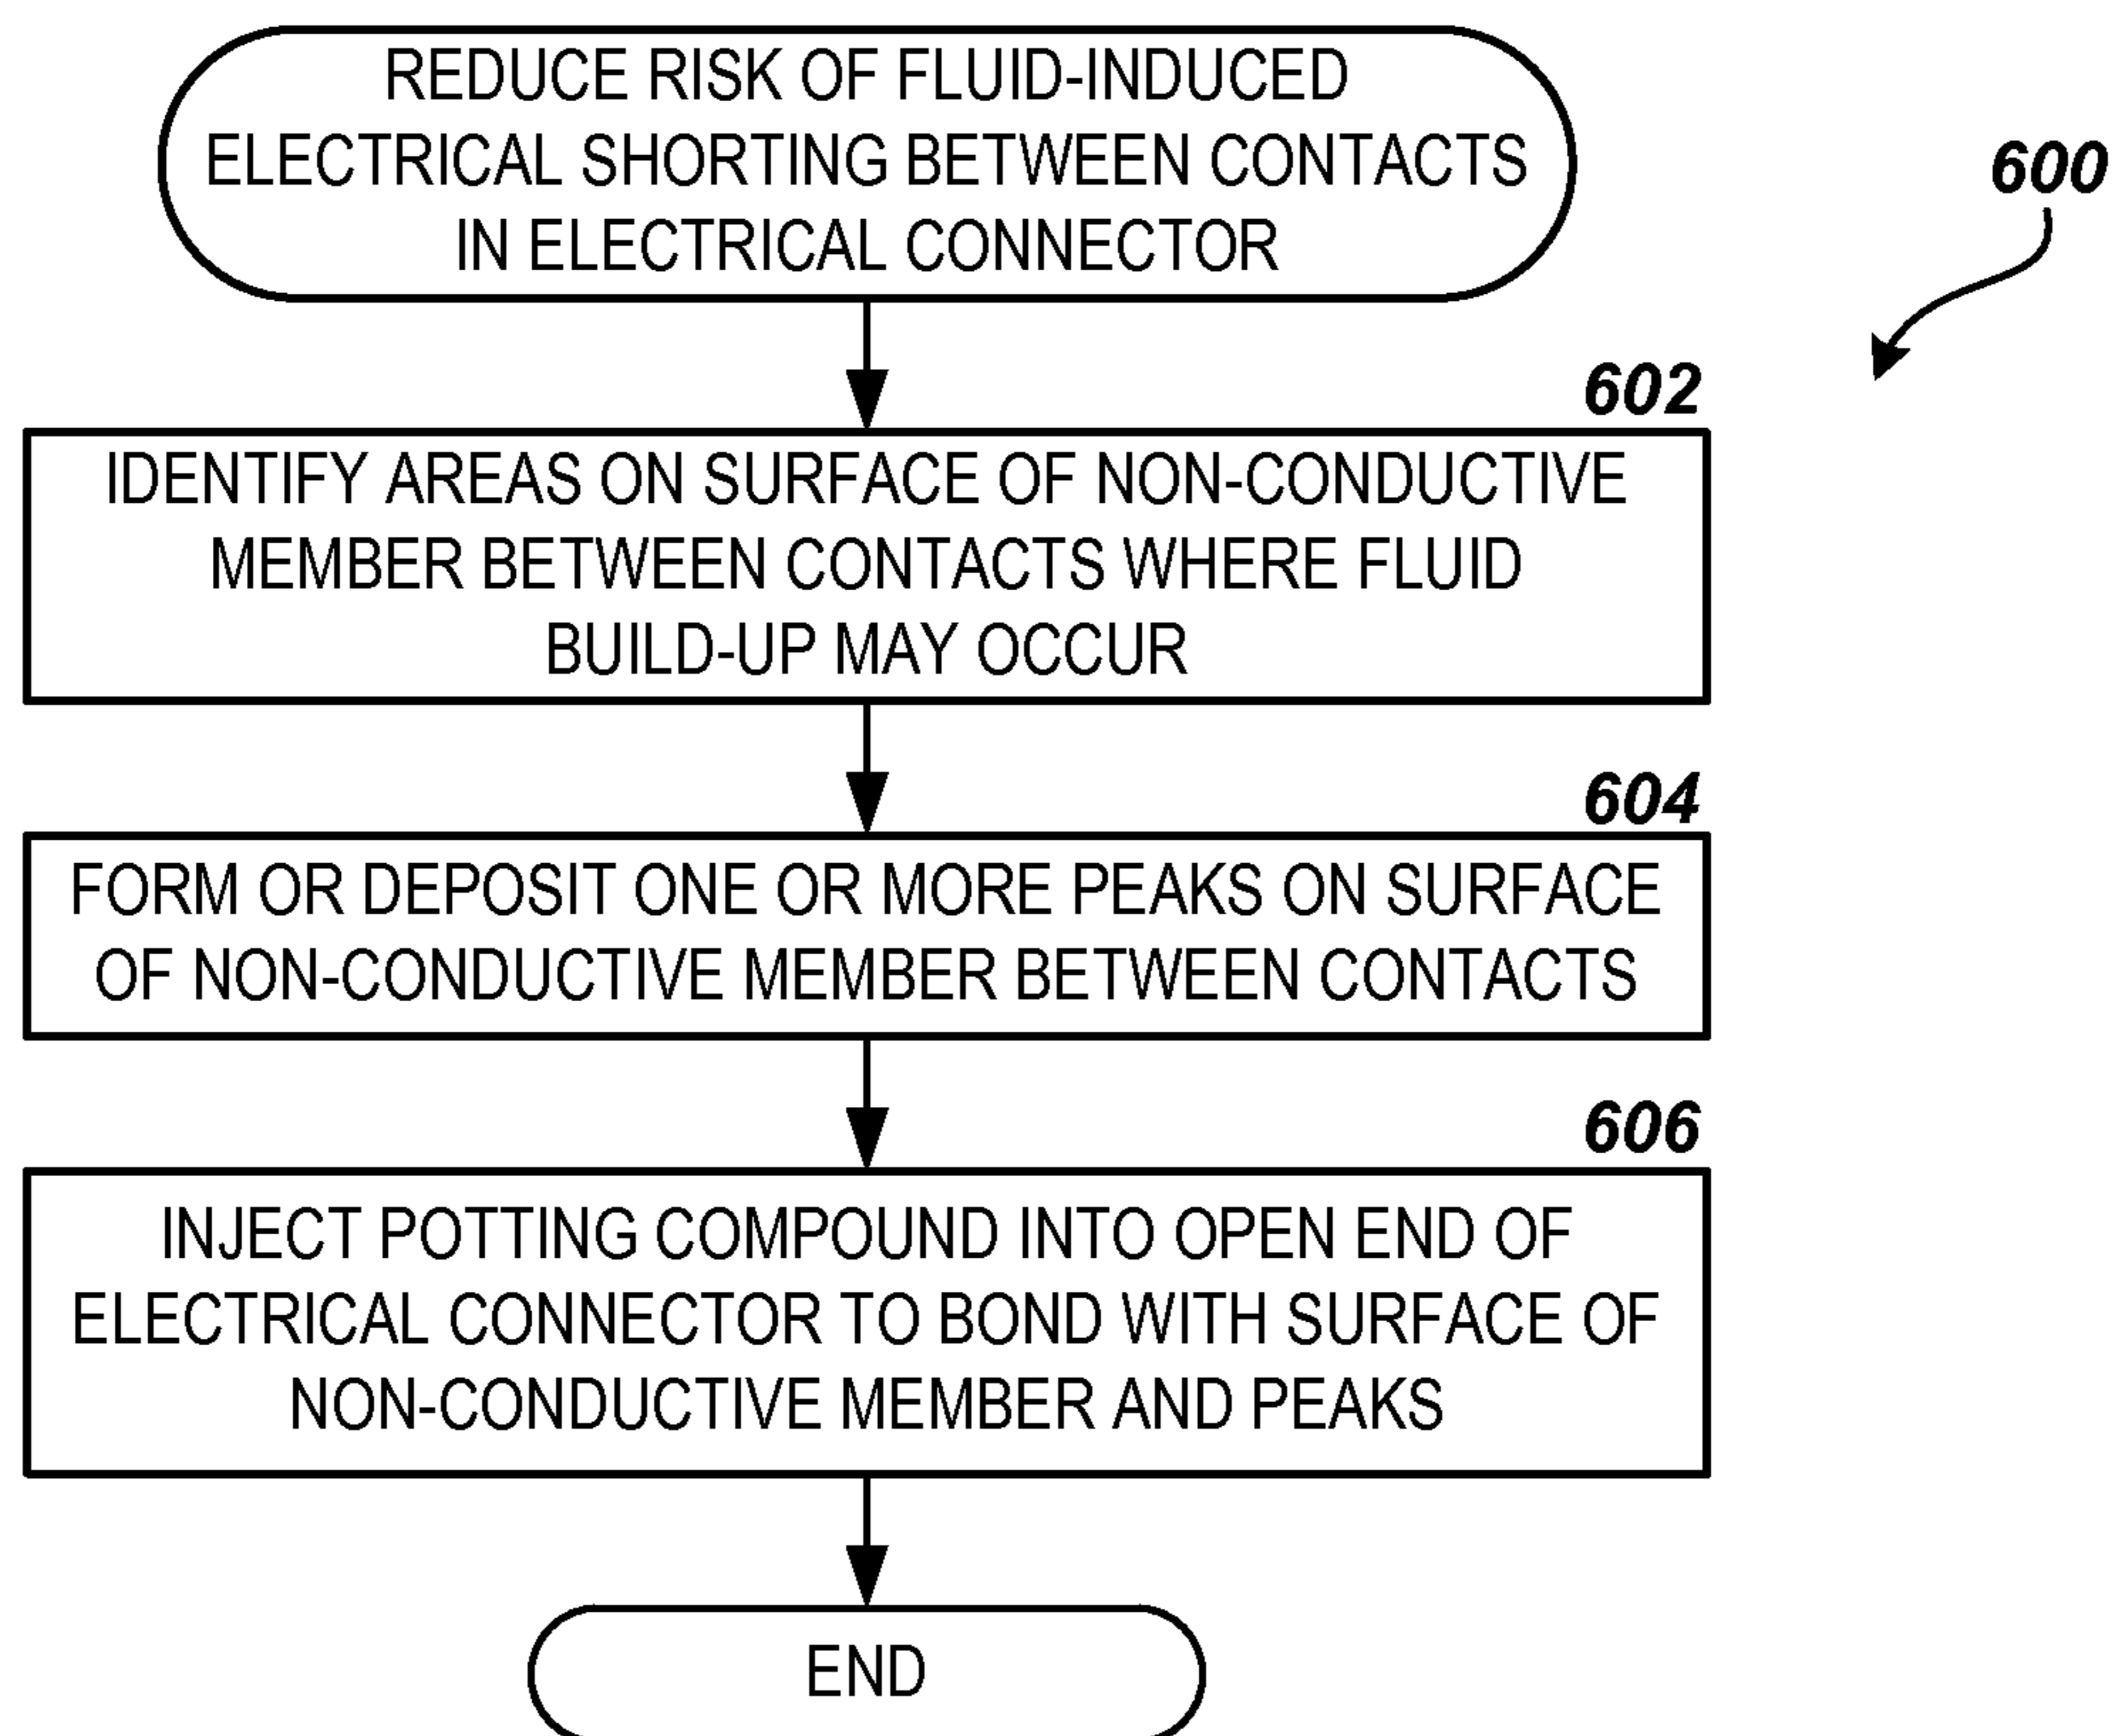 REDUCE RISK OF FLUID-INDUCED
ELECTRICAL SHORTING BETWEEN CONTACTS
IN ELECTRICAL CONNECTOR
600
602
IDENTIFY AREAS ON SURFACE OF NON-CONDUCTIVE
MEMBER BETWEEN CONTACTS WHERE FLUID
BUILD-UP MAY OCCUR
604
FORM OR DEPOSIT ONE OR MORE PEAKS ON SURFACE
OF NON-CONDUCTIVE MEMBER BETWEEN CONTACTS
606
INJECT POTTING COMPOUND INTO OPEN END OF
ELECTRICAL CONNECTOR TO BOND WITH SURFACE OF
NON-CONDUCTIVE MEMBER AND PEAKS
END